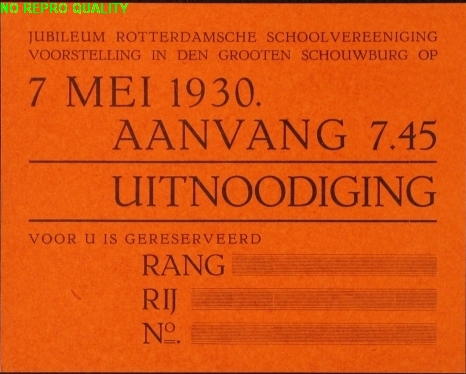 NO REPRO QUALITY
JUBILEUM ROTTERDAMSCHE SCHOOLVEREENIGING
VOORSTELLING IN DEN GROOTEN SCHOUWBURG OP
7 MEI 1930.
AANVANG 7.45
UITNOODIGING
VOOR U IS GERESERVEERD
RANG
RIJ
Nº.